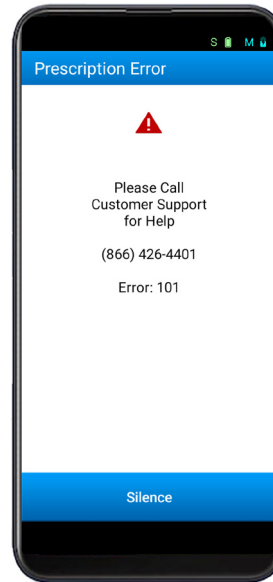 S M
Prescription Error
Please Call
Customer Support
for Help
(866) 426-4401
Error: 101
Silence